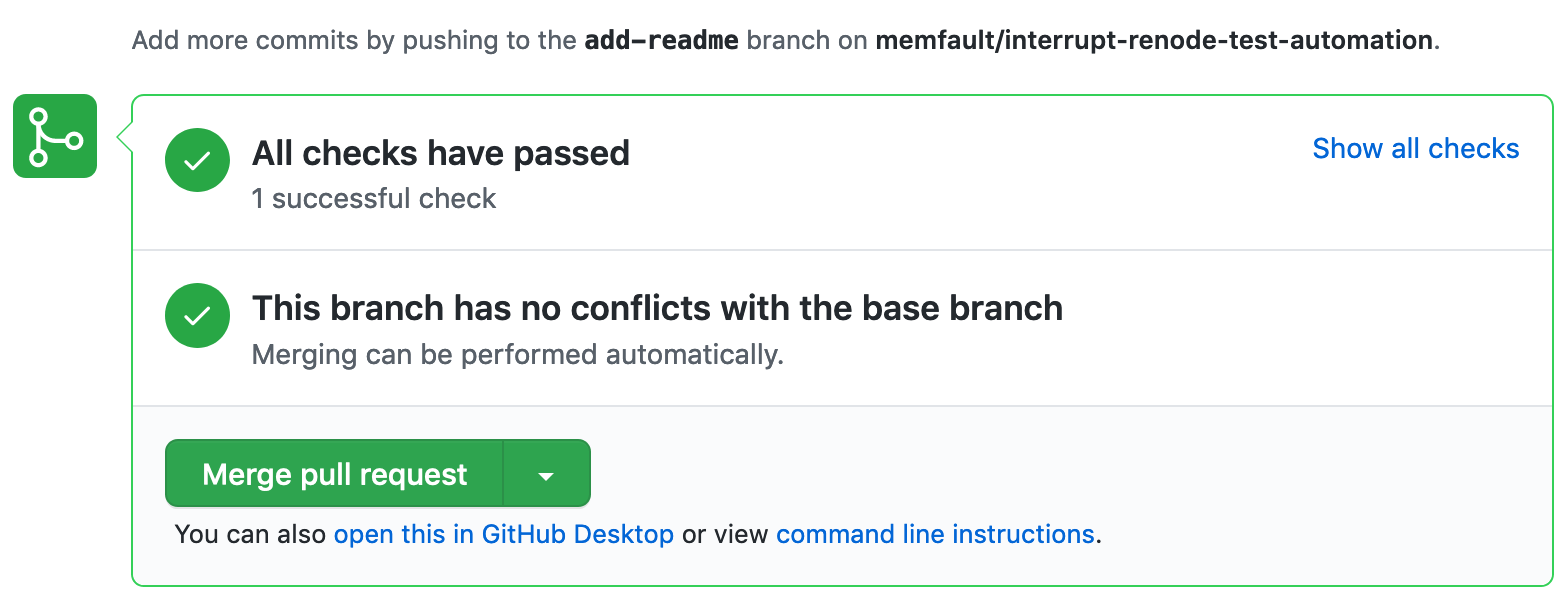 Add more commits by pushing to the add-readme branch on memfault/interrupt-renode-test-automation.
All checks have passed
Show all checks
1 successful check
This branch has no conflicts with the base branch
Merging can be performed automatically.
Merge pull request
You can also open this in GitHub Desktop or view command line instructions.